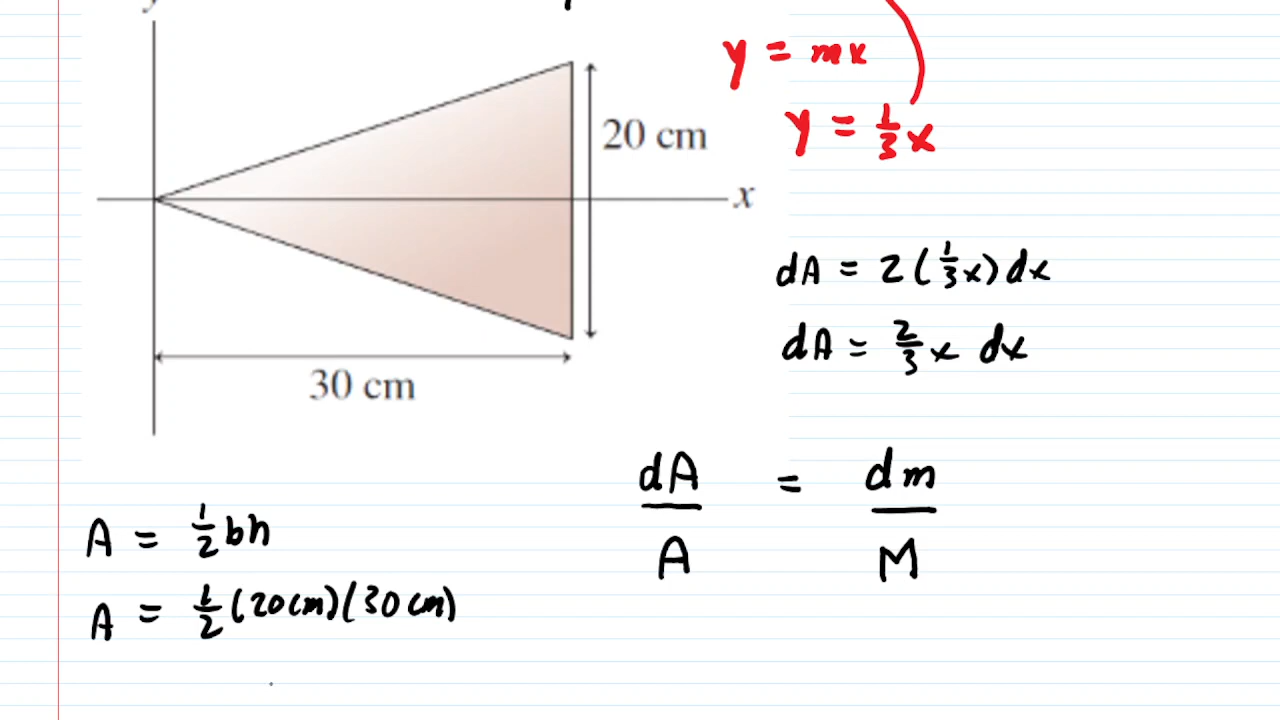 y
y = mx
20 cm
y = 1/3 x
x
dA = 2(1/3 x)dx
dA = 2/3 x dx
30 cm
dA/A = dm/M
A = 1/2 bh
A = 1/2 (20cm)(30cm)